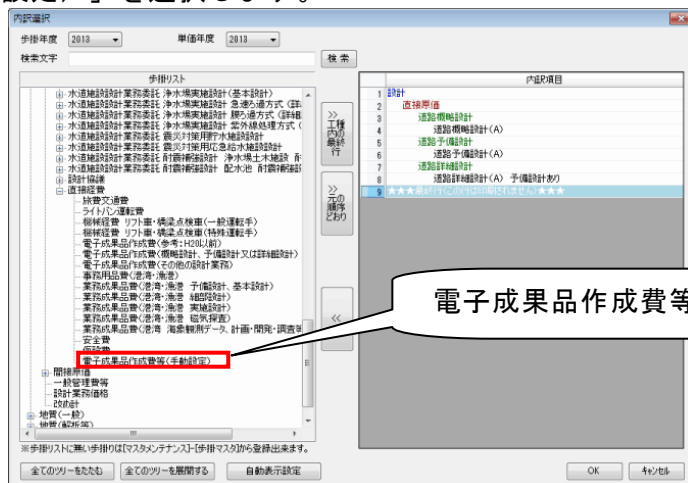 設定)」を選択します。
内訳選択
歩掛年度 2013 単価年度 2013
検索文字 検 索
歩掛リスト
水道施設設計業務委託 浄水場実施設計(基本設計)
水道施設設計業務委託 浄水場実施設計 急速ろ過方式 (詳
水道施設設計業務委託 浄水場実施設計 膜ろ過方式 (詳細
水道施設設計業務委託 浄水場実施設計 紫外線処理方式 (
水道施設設計業務委託 震災対策用貯水施設設計
水道施設設計業務委託 震災対策用応急給水施設設計
水道施設設計業務委託 耐震補強設計 浄水場土木施設 耐
水道施設設計業務委託 耐震補強設計 配水池 耐震補強設
設計協議
直接経費
旅費交通費
ライトバン運転費
機械経費 リフト車・橋梁点検車(一般運転手)
機械経費 リフト車・橋梁点検車(特殊運転手)
電子成果品作成費(参考:H20以前)
電子成果品作成費(概略設計、予備設計又は詳細設計)
電子成果品作成費(その他の設計業務)
事務用品費(港湾・漁港)
業務成果品費(港湾・漁港 予備設計、基本設計)
業務成果品費(港湾・漁港 細部設計)
業務成果品費(港湾・漁港 実施設計)
業務成果品費(港湾・漁港 磁気探査)
業務成果品費(港湾 海象観測データ、計画・開発・調査等
安全費
仮設費
電子成果品作成費等(手動設定)
間接原価
一般管理費等
設計業務価格
改め計
地質(一般)
地質(解析等)
※歩掛リストに無い歩掛りは[マスタメンテナンス]-[歩掛マスタ]から登録出来ます。
全てのツリーをたたむ 全てのツリーを展開する 自動表示設定
>>
工種
内の
最終
行
>>
元の
順序
どおり
<<
内訳項目
1 設計
2 直接原価
3 道路概略設計
4 道路概略設計(A)
5 道路予備設計
6 道路予備設計(A)
7 道路詳細設計
8 道路詳細設計(A) 予備設計あり
9 ★★★最終行(この行は印刷されません)★★★
電子成果品作成費等
OK キャンセル